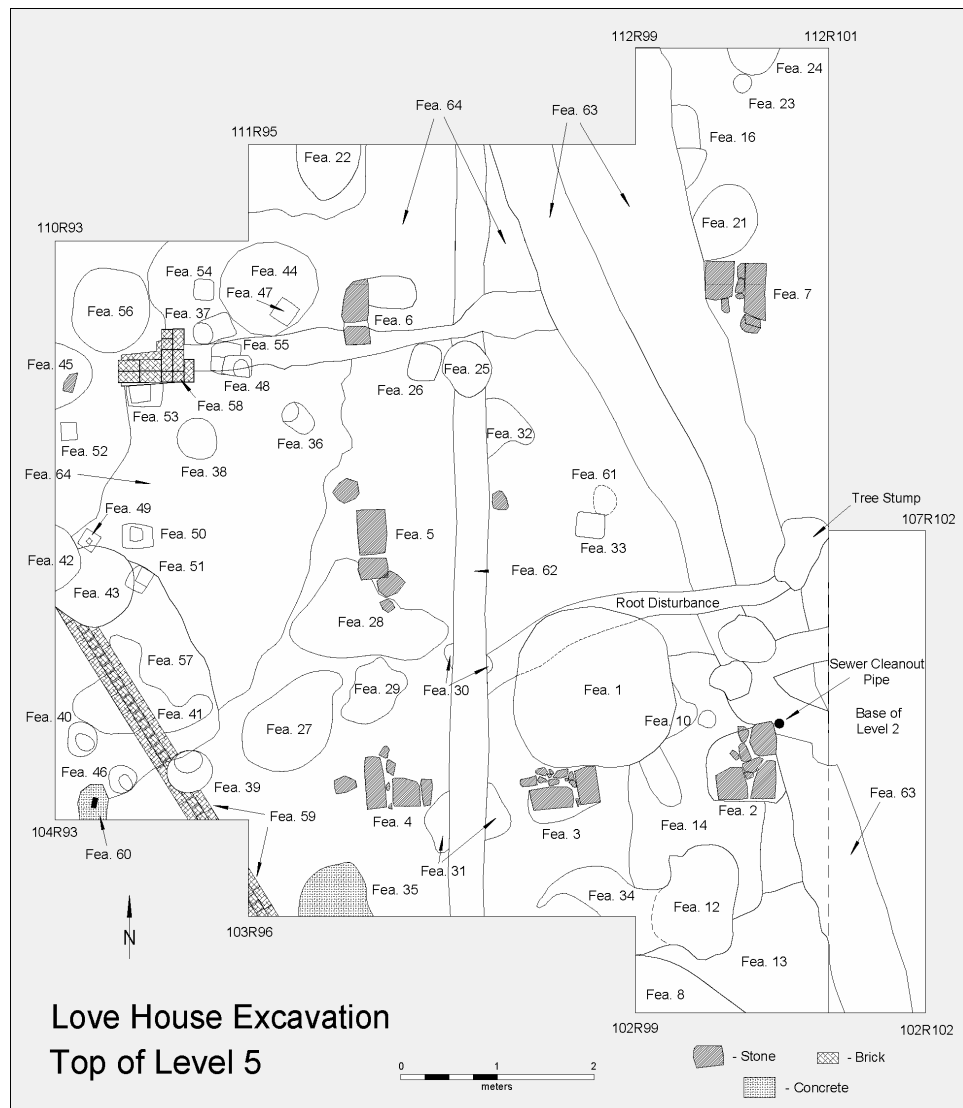 112R99
112R101
Fea. 24
Fea. 23
Fea. 64
Fea. 63
Fea. 16
111R95
Fea. 22
Fea. 21
110R93
Fea. 54
Fea. 44
Fea. 47
Fea. 7
Fea. 56
Fea. 37
Fea. 6
Fea. 55
Fea. 45
Fea. 25
Fea. 26
Fea. 48
Fea. 58
Fea. 53
Fea. 36
Fea. 32
Fea. 52
Fea. 38
Fea. 64
Fea. 61
Tree Stump
Fea. 49
107R102
Fea. 50
Fea. 5
Fea. 33
Fea. 42
Fea. 51
Fea. 62
Fea. 43
Root Disturbance
Fea. 28
Fea. 57
Sewer Cleanout
Pipe
Fea. 29
Fea. 30
Fea. 1
Fea. 40
Fea. 41
Fea. 27
Fea. 10
Base of
Level 2
Fea. 46
Fea. 39
Fea. 63
Fea. 59
Fea. 4
Fea. 3
Fea. 2
Fea. 14
104R93
Fea. 60
Fea. 31
Fea. 35
Fea. 34
Fea. 12
103R96
N
Fea. 13
Fea. 8
Love House Excavation
102R99
102R102
Top of Level 5
- Stone
- Brick
0 1 2
meters
- Concrete